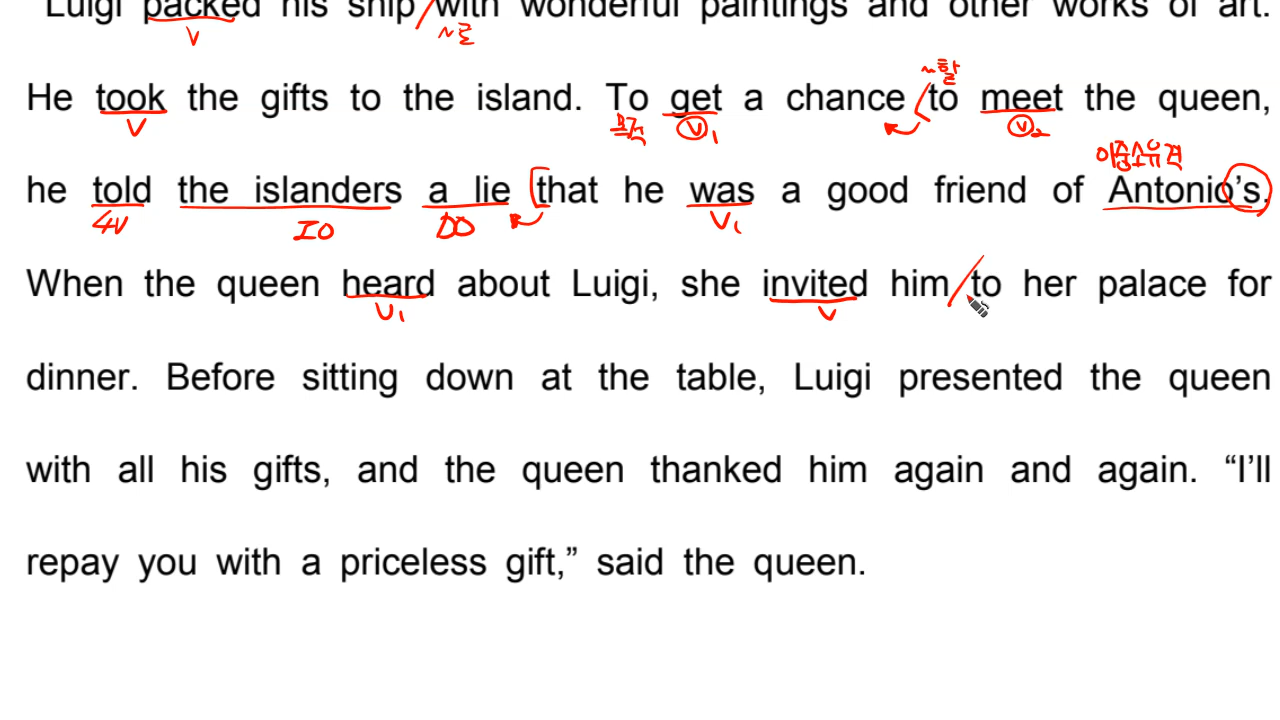 Luigi packed his ship with wonderful paintings and other works of art.
V ~로
~할
He took the gifts to the island. To get a chance to meet the queen,
V 목적 V1 V2
이중소유격
he told the islanders a lie that he was a good friend of Antonio's.
4V IO DO V1
When the queen heard about Luigi, she invited him to her palace for
V1 V
dinner. Before sitting down at the table, Luigi presented the queen
with all his gifts, and the queen thanked him again and again. “I’ll
repay you with a priceless gift,” said the queen.